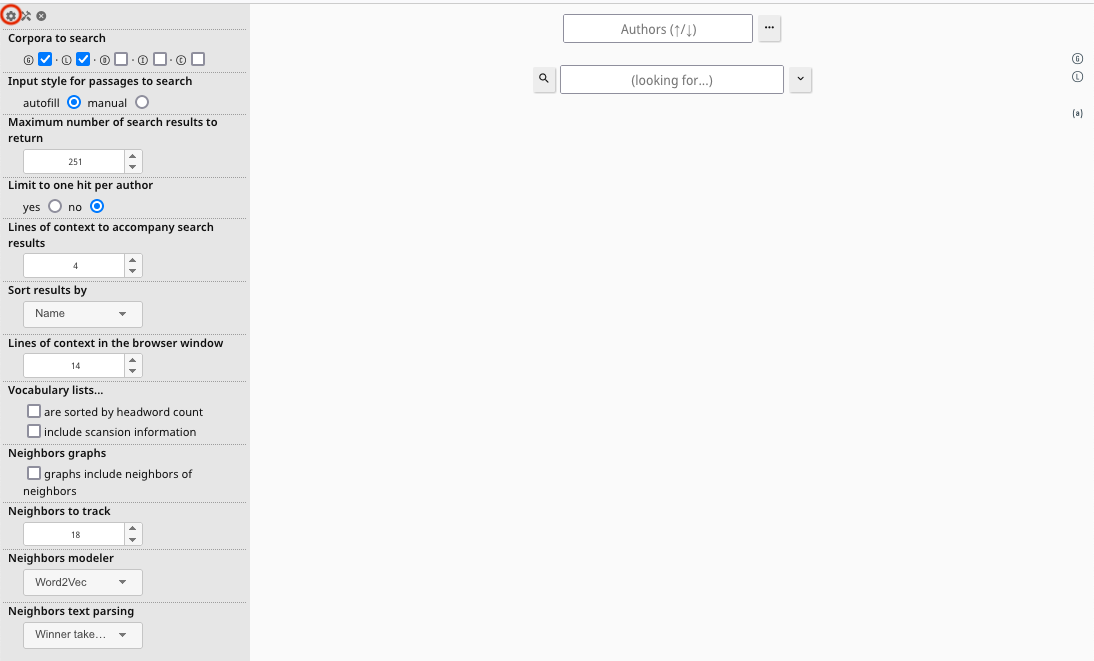 Corpora to search
Ⓖ · Ⓛ · Ⓘ · Ⓒ
Input style for passages to search
autofill manual
Maximum number of search results to
return
251
Limit to one hit per author
yes no
Lines of context to accompany search
results
4
Sort results by
Name
Lines of context in the browser window
14
Vocabulary lists...
are sorted by headword count
include scansion information
Neighbors graphs
graphs include neighbors of
neighbors
Neighbors to track
18
Neighbors modeler
Word2Vec
Neighbors text parsing
Winner take...
Authors (↑/↓)
(looking for...)
Ⓖ
Ⓛ
(a)